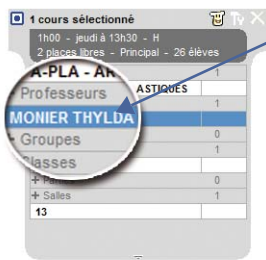 1 cours sélectionné
1h00 - jeudi à 13h30 - H
2 places libres - Principal - 26 élèves
A-PLA - AR
ASTIQUES
1
Professeurs
1
MONIER THYLDA
+ Groupes
0
Classes
1
+ Pa
0
+ Salles
1
13